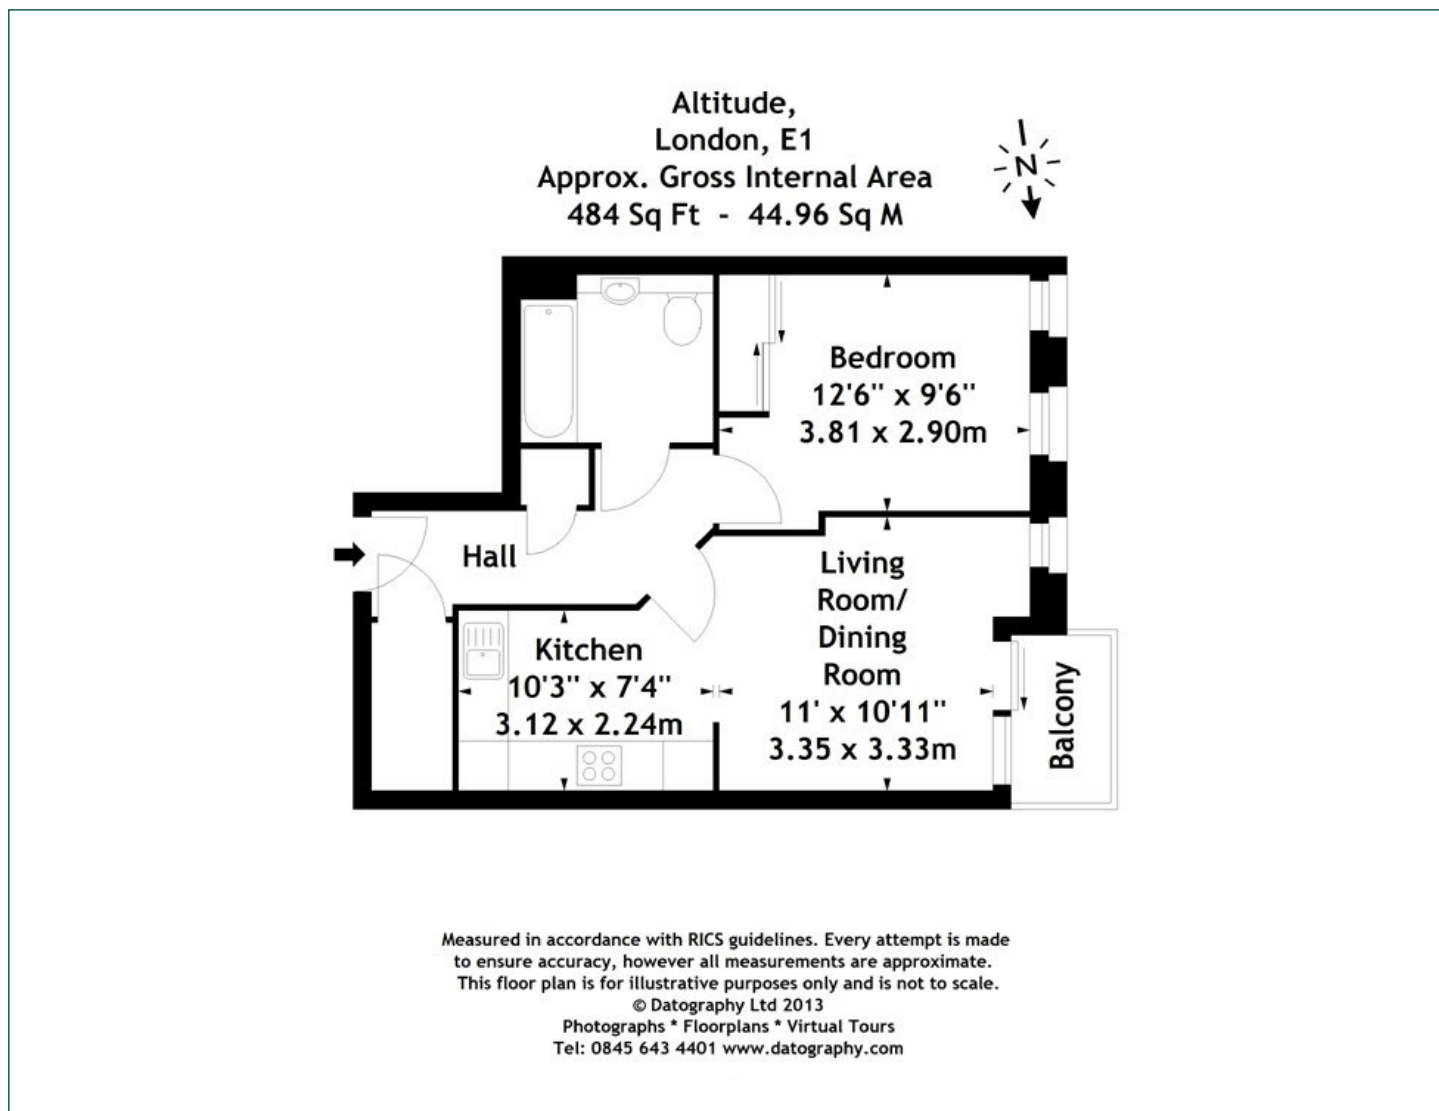 Altitude,
London, E1
Approx. Gross Internal Area
484 Sq Ft - 44.96 Sq M
N
Bedroom
12'6" x 9'6"
3.81 x 2.90m
Hall
Living
Room/
Dining
Room
11' x 10'11"
3.35 x 3.33m
Kitchen
10'3" x 7'4"
3.12 x 2.24m
Balcony
Measured in accordance with RICS guidelines. Every attempt is made
to ensure accuracy, however all measurements are approximate.
This floor plan is for illustrative purposes only and is not to scale.
© Datography Ltd 2013
Photographs * Floorplans * Virtual Tours
Tel: 0845 643 4401 www.datography.com